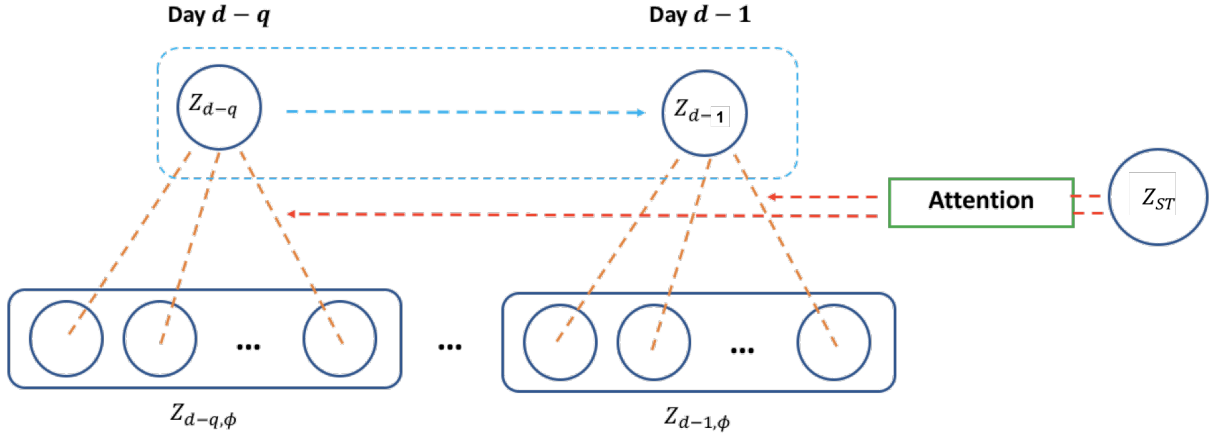 Day d − q
Day d − 1
Z_{d−q}
Z_{d−1}
Attention
Z_{ST}
...
...
...
Z_{d−q,ϕ}
Z_{d−1,ϕ}